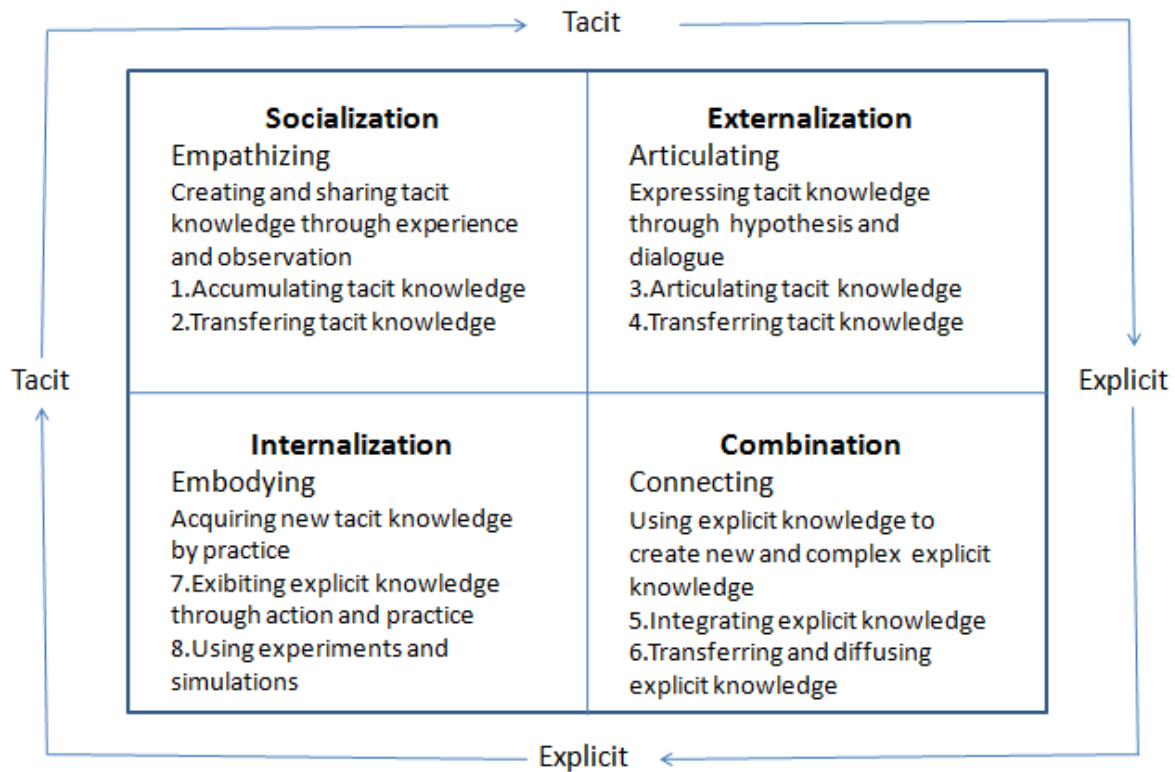 Tacit
Socialization
Empathizing
Creating and sharing tacit
knowledge through experience
and observation
1.Accumulating tacit knowledge
2.Transfering tacit knowledge
Externalization
Articulating
Expressing tacit knowledge
through hypothesis and
dialogue
3.Articulating tacit knowledge
4.Transferring tacit knowledge
Tacit
Explicit
Internalization
Embodying
Acquiring new tacit knowledge
by practice
7.Exibiting explicit knowledge
through action and practice
8.Using experiments and
simulations
Combination
Connecting
Using explicit knowledge to
create new and complex explicit
knowledge
5.Integrating explicit knowledge
6.Transferring and diffusing
explicit knowledge
Explicit